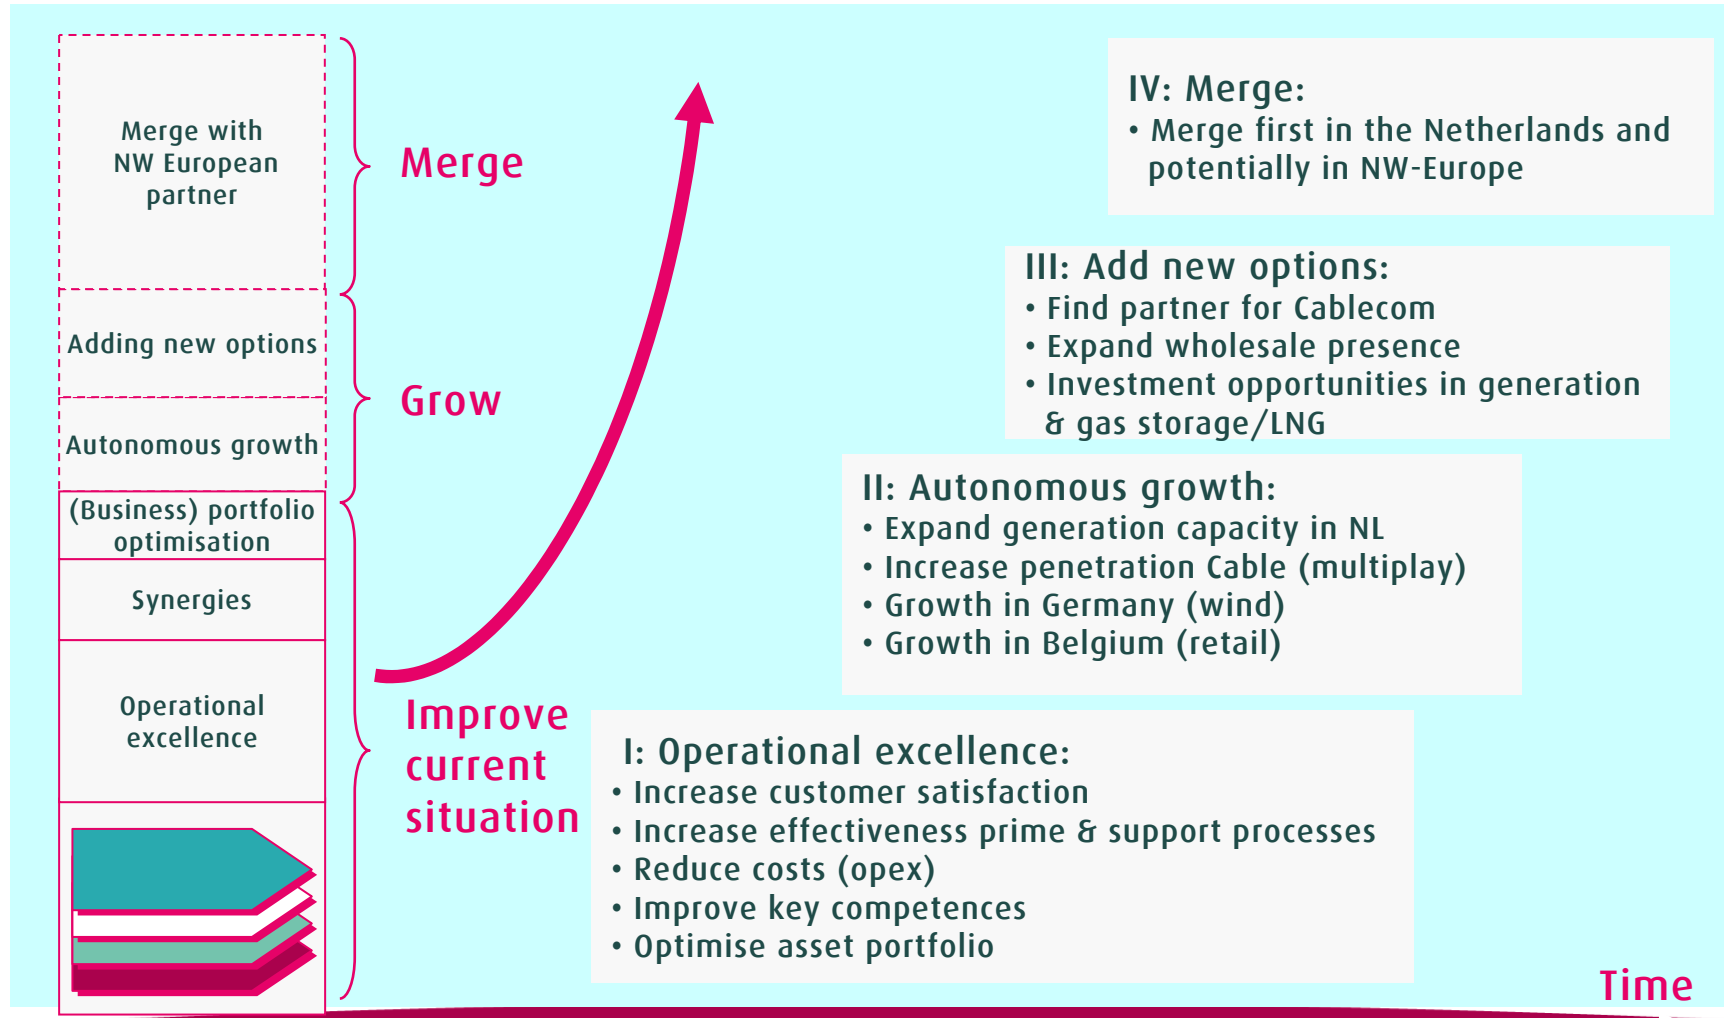 Merge with
NW European
partner
Adding new options
Autonomous growth
(Business) portfolio
optimisation
Synergies
Operational
excellence
Merge
Grow
Improve
current
situation
IV: Merge:
• Merge first in the Netherlands and
potentially in NW-Europe
III: Add new options:
• Find partner for Cablecom
• Expand wholesale presence
• Investment opportunities in generation
& gas storage/LNG
II: Autonomous growth:
• Expand generation capacity in NL
• Increase penetration Cable (multiplay)
• Growth in Germany (wind)
• Growth in Belgium (retail)
I: Operational excellence:
• Increase customer satisfaction
• Increase effectiveness prime & support processes
• Reduce costs (opex)
• Improve key competences
• Optimise asset portfolio
Time